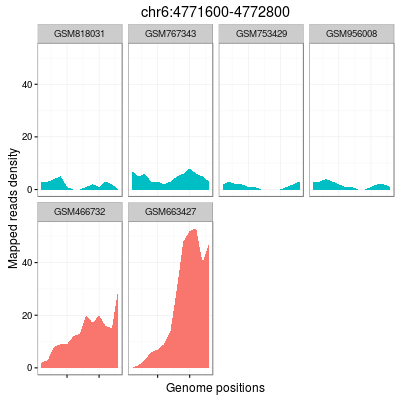 chr6:4771600-4772800
GSM818031 GSM767343 GSM753429 GSM956008
40
20
0
Mapped reads density
GSM466732 GSM663427
40
20
0
Genome positions